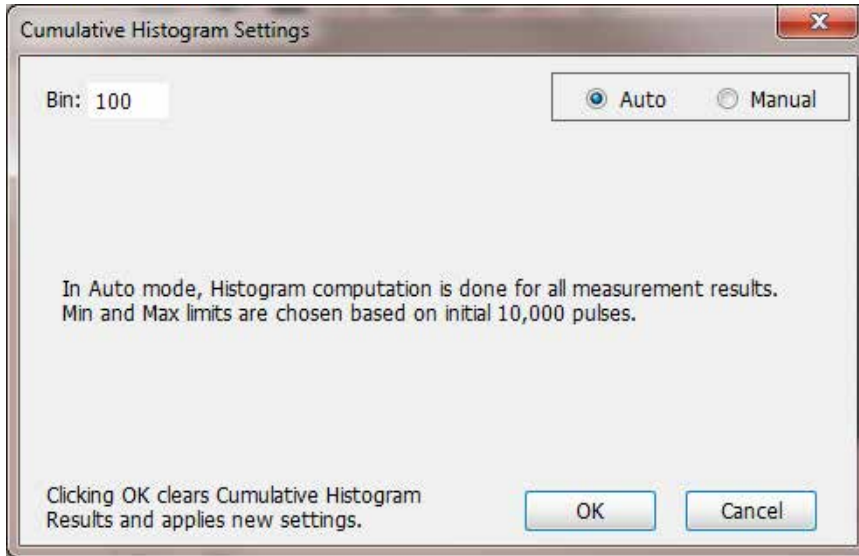 Cumulative Histogram Settings
Bin: 100
Auto
Manual
In Auto mode, Histogram computation is done for all measurement results.
Min and Max limits are chosen based on initial 10,000 pulses.
Clicking OK clears Cumulative Histogram
Results and applies new settings.
OK
Cancel